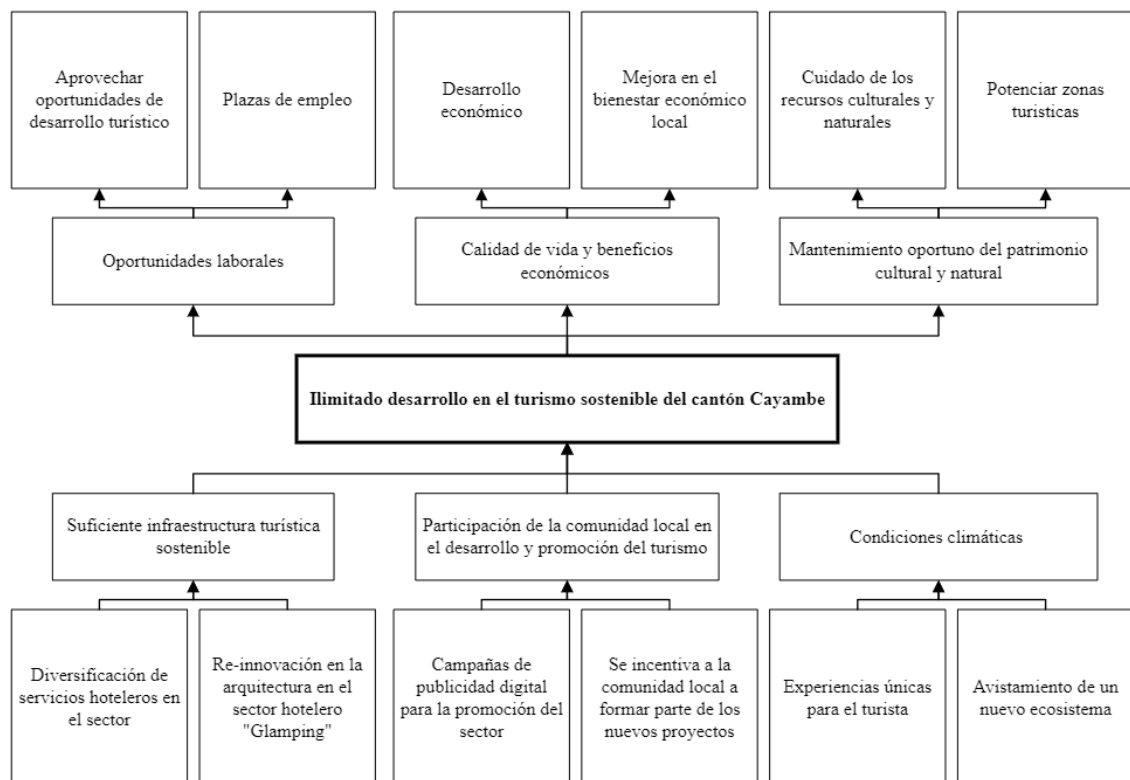 Aprovechar
oportunidades de
desarrollo turístico
Plazas de empleo
Desarrollo
económico
Mejora en el
bienestar económico
local
Cuidado de los
recursos culturales y
naturales
Potenciar zonas
turisticas
Oportunidades laborales
Calidad de vida y beneficios
económicos
Mantenimiento oportuno del patrimonio
cultural y natural
Ilimitado desarrollo en el turismo sostenible del cantón Cayambe
Suficiente infraestructura turística
sostenible
Participación de la comunidad local en
el desarrollo y promoción del turismo
Condiciones climáticas
Diversificación de
servicios hoteleros en
el sector
Re-innovación en la
arquitectura en el
sector hotelero
"Glamping"
Campañas de
publicidad digital
para la promoción del
sector
Se incentiva a la
comunidad local a
formar parte de los
nuevos proyectos
Experiencias únicas
para el turista
Avistamiento de un
nuevo ecosistema